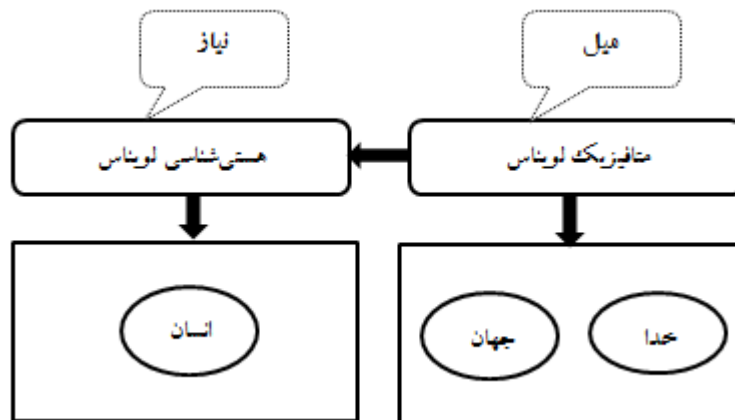 میل
نیاز
متافیزیک لویناس
هستی‌شناسی لویناس
خدا
جهان
انسان